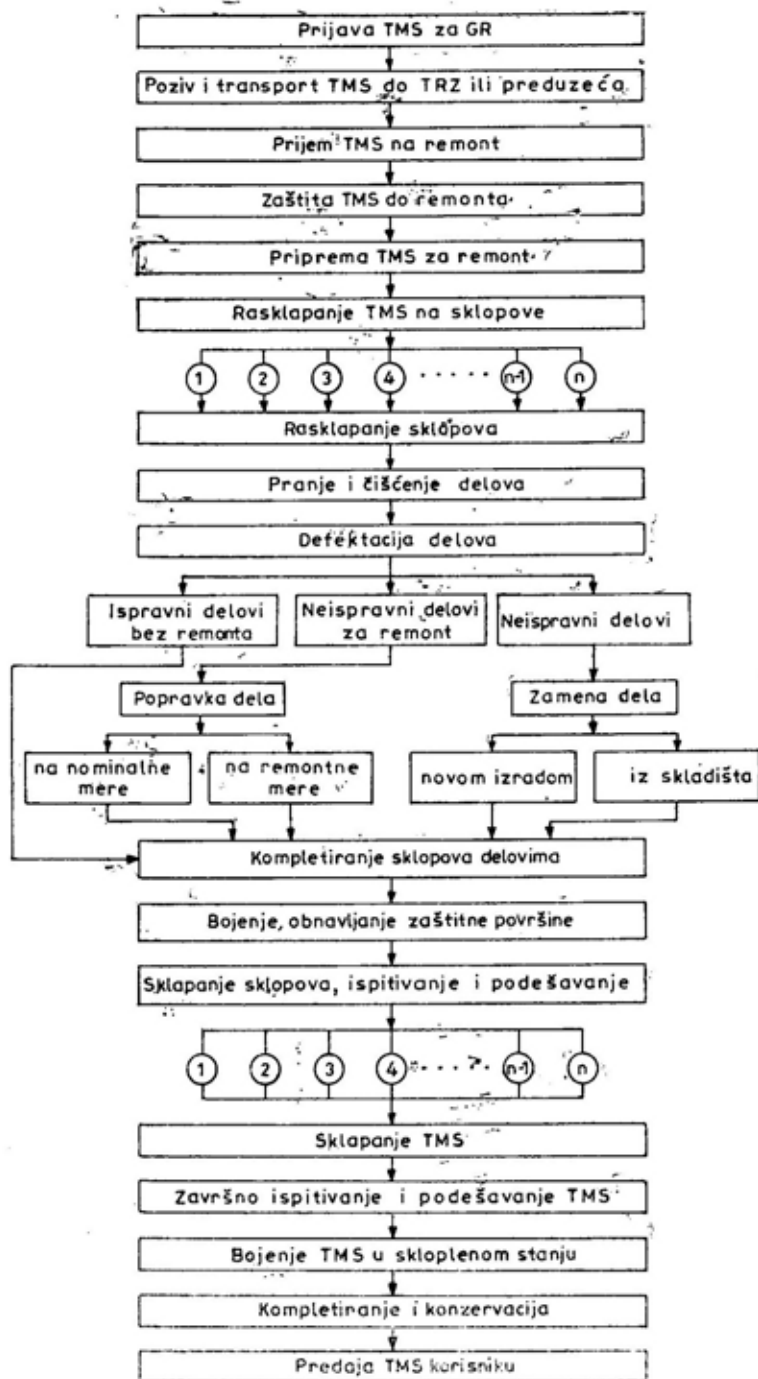 Prijava TMS za GR
Poziv i transport TMS do TRZ ili preduzeća
Prijem TMS na remont
Zaštita TMS do remonta
Priprema TMS za remont
Rasklapanje TMS na sklopove
1 2 3 4 ····· n-1 n
Rasklapanje sklopova
Pranje i čišćenje delova
Defektacija delova
Ispravni delovi
bez remonta
Neispravni delovi
za remont
Neispravni delovi
Popravka dela
Zamena dela
na nominalne
mere
na remontne
mere
novom izradom
iz skladišta
Kompletiranje sklopova delovima
Bojenje, obnavljanje zaštitne površine
Sklapanje sklopova, ispitivanje i podešavanje
1 2 3 4 ····· n-1 n
Sklapanje TMS
Završno ispitivanje i podešavanje TMS
Bojenje TMS u sklopljenom stanju
Kompletiranje i konzervacija
Predaja TMS korisniku